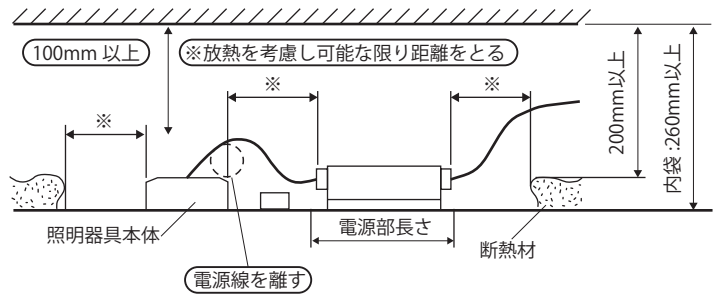 100mm 以上
※放熱を考慮し可能な限り距離をとる
※
※
※
200mm以上
内袋:260mm以上
照明器具本体
電源部長さ
断熱材
電源線を離す